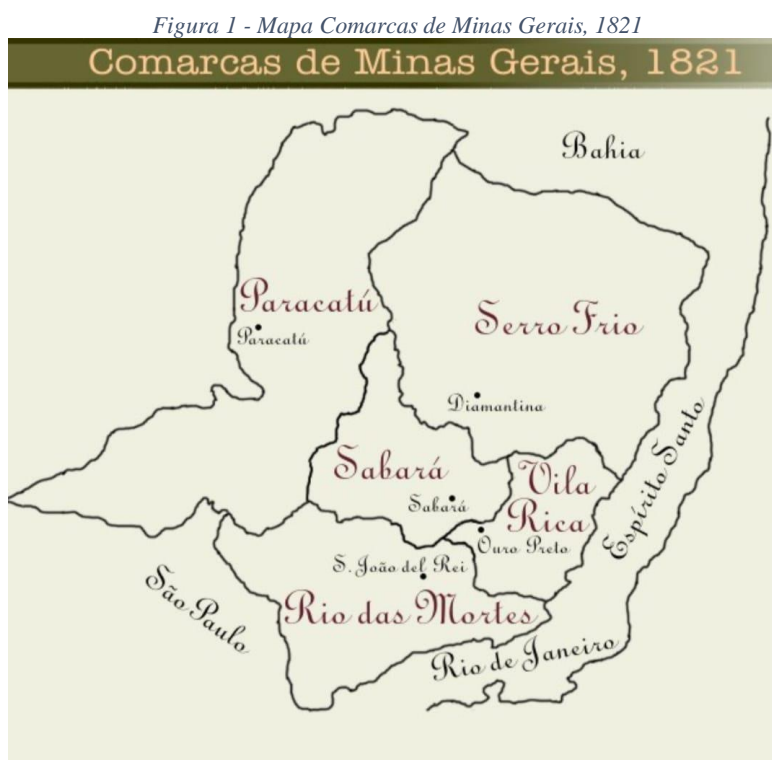 Figura 1 - Mapa Comarcas de Minas Gerais, 1821
Comarcas de Minas Gerais, 1821
Bahia
Paracatú
Serro Frio
Paracatú
Diamantina
Espírito Santo
Sabará
Vila
Rica
Sabará
Ouro Preto
S. João del Rei
São Paulo
Rio das Mortes
Rio de Janeiro